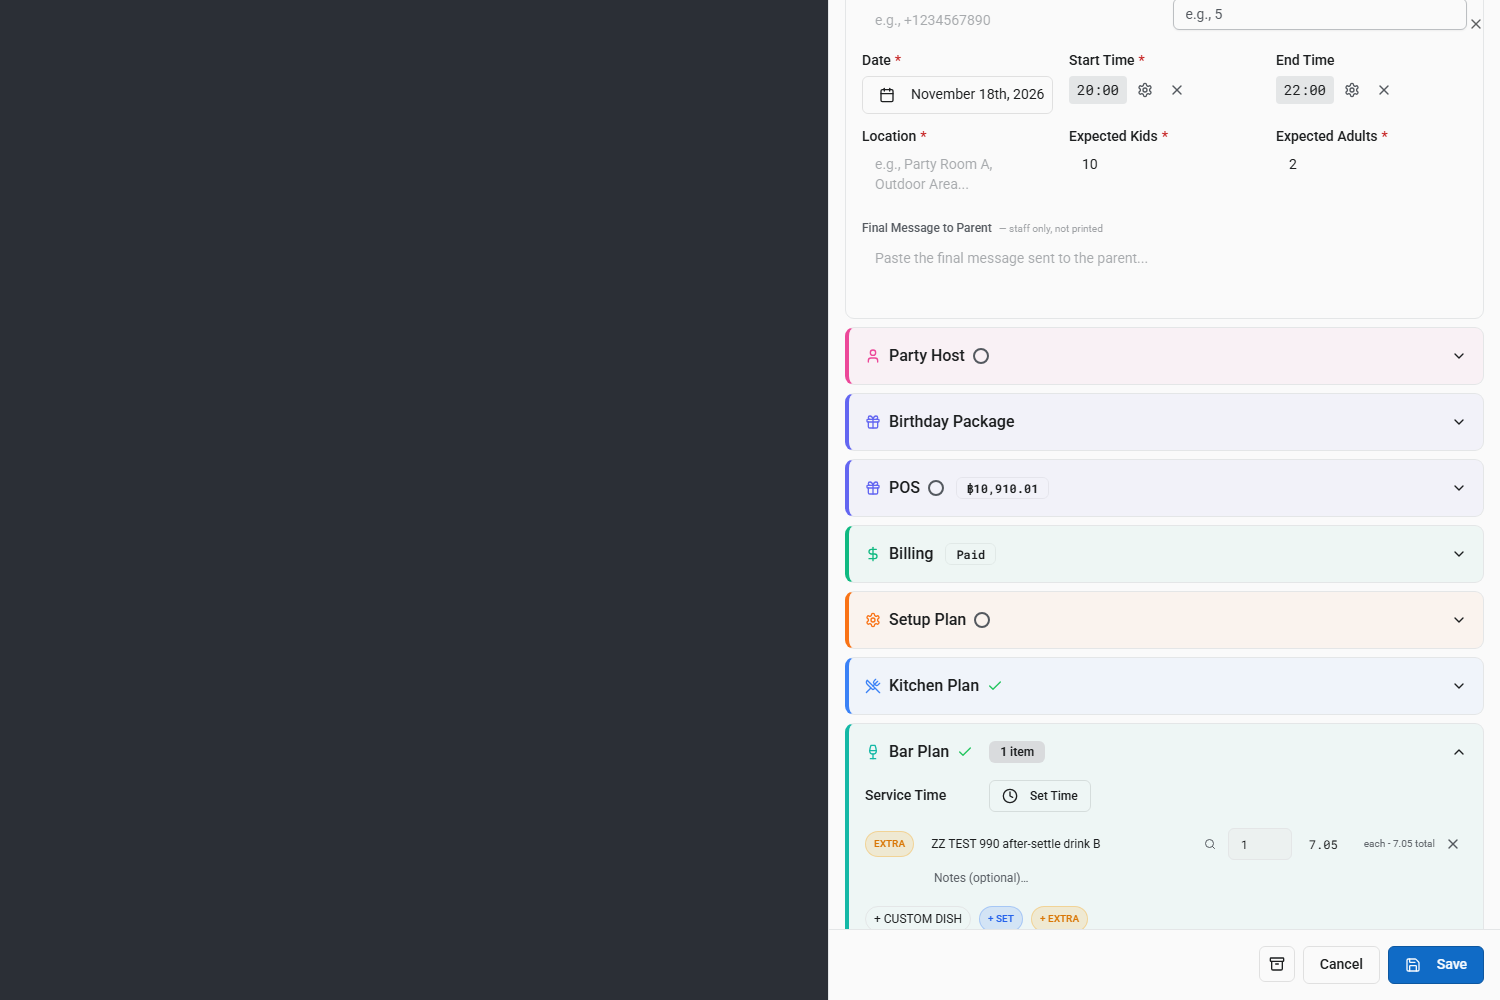 e.g., +1234567890
e.g., 5
Date *
Start Time *
End Time
November 18th, 2026
20:00
22:00
Location *
Expected Kids *
Expected Adults *
e.g., Party Room A,
Outdoor Area...
10
2
Final Message to Parent — staff only, not printed
Paste the final message sent to the parent...
Party Host
Birthday Package
POS ฿10,910.01
Billing Paid
Setup Plan
Kitchen Plan
Bar Plan 1 item
Service Time Set Time
EXTRA ZZ TEST 990 after-settle drink B 1 7.05 each - 7.05 total
Notes (optional)...
+ CUSTOM DISH + SET + EXTRA
Cancel Save